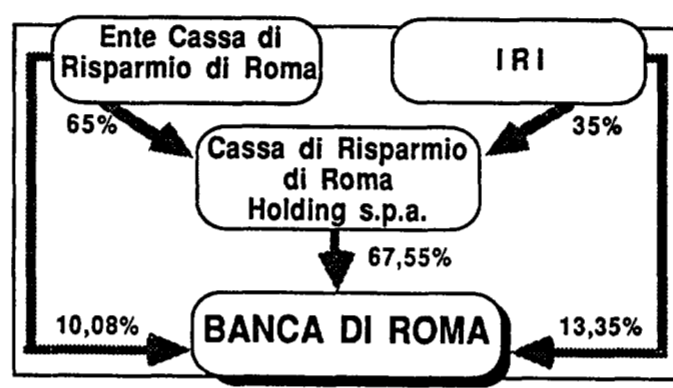 Ente Cassa di
Risparmio di Roma
I R I
65%
35%
Cassa di Risparmio
di Roma
Holding s.p.a.
67,55%
10,08%
BANCA DI ROMA
13,35%